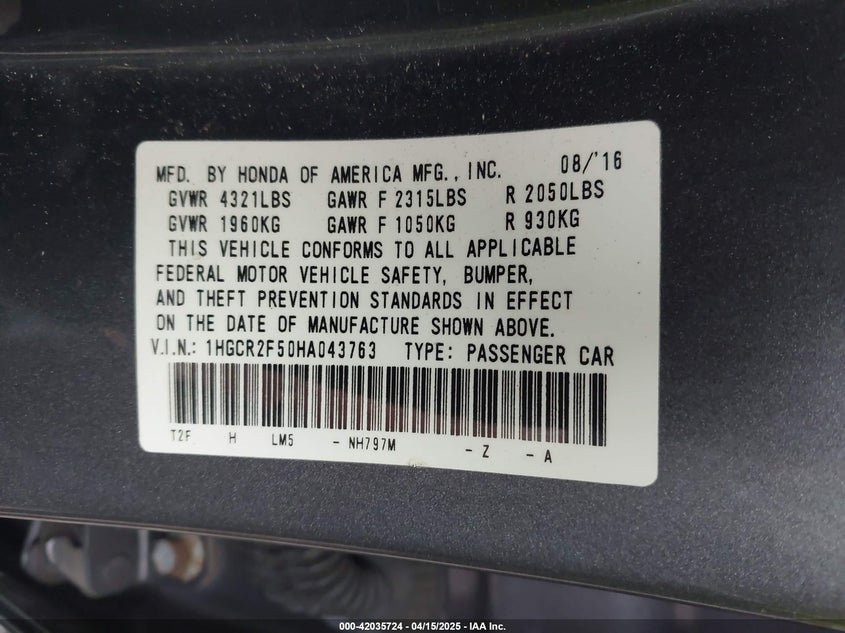 MFD. BY HONDA OF AMERICA MFG., INC. 08/'16
GVWR 4321LBS GAWR F 2315LBS R 2050LBS
GVWR 1960KG GAWR F 1050KG R 930KG
THIS VEHICLE CONFORMS TO ALL APPLICABLE
FEDERAL MOTOR VEHICLE SAFETY, BUMPER,
AND THEFT PREVENTION STANDARDS IN EFFECT
ON THE DATE OF MANUFACTURE SHOWN ABOVE.
V.I.N.: 1HGCR2F50HA043763 TYPE: PASSENGER CAR
T2F H LM5 - NH797M - Z - A
000-42035724 - 04/15/2025 - IAA Inc.